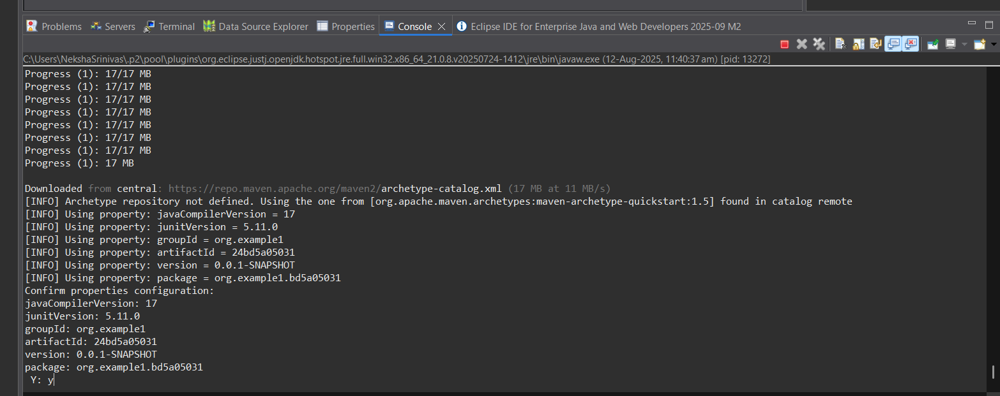 Problems Servers Terminal Data Source Explorer Properties Console Eclipse IDE for Enterprise Java and Web Developers 2025-09 M2
C:\Users\NekshaSrinivas\.p2\pool\plugins\org.eclipse.justj.openjdk.hotspot.jre.full.win32.x86_64_21.0.8.v20250724-1412\jre\bin\javaw.exe (12-Aug-2025, 11:40:37 am) [pid: 13272]
Progress (1): 17/17 MB
Progress (1): 17/17 MB
Progress (1): 17/17 MB
Progress (1): 17/17 MB
Progress (1): 17/17 MB
Progress (1): 17/17 MB
Progress (1): 17/17 MB
Progress (1): 17 MB
Downloaded from central: https://repo.maven.apache.org/maven2/archetype-catalog.xml (17 MB at 11 MB/s)
[INFO] Archetype repository not defined. Using the one from [org.apache.maven.archetypes:maven-archetype-quickstart:1.5] found in catalog remote
[INFO] Using property: javaCompilerVersion = 17
[INFO] Using property: junitVersion = 5.11.0
[INFO] Using property: groupId = org.example1
[INFO] Using property: artifactId = 24bd5a05031
[INFO] Using property: version = 0.0.1-SNAPSHOT
[INFO] Using property: package = org.example1.bd5a05031
Confirm properties configuration:
javaCompilerVersion: 17
junitVersion: 5.11.0
groupId: org.example1
artifactId: 24bd5a05031
version: 0.0.1-SNAPSHOT
package: org.example1.bd5a05031
Y: y